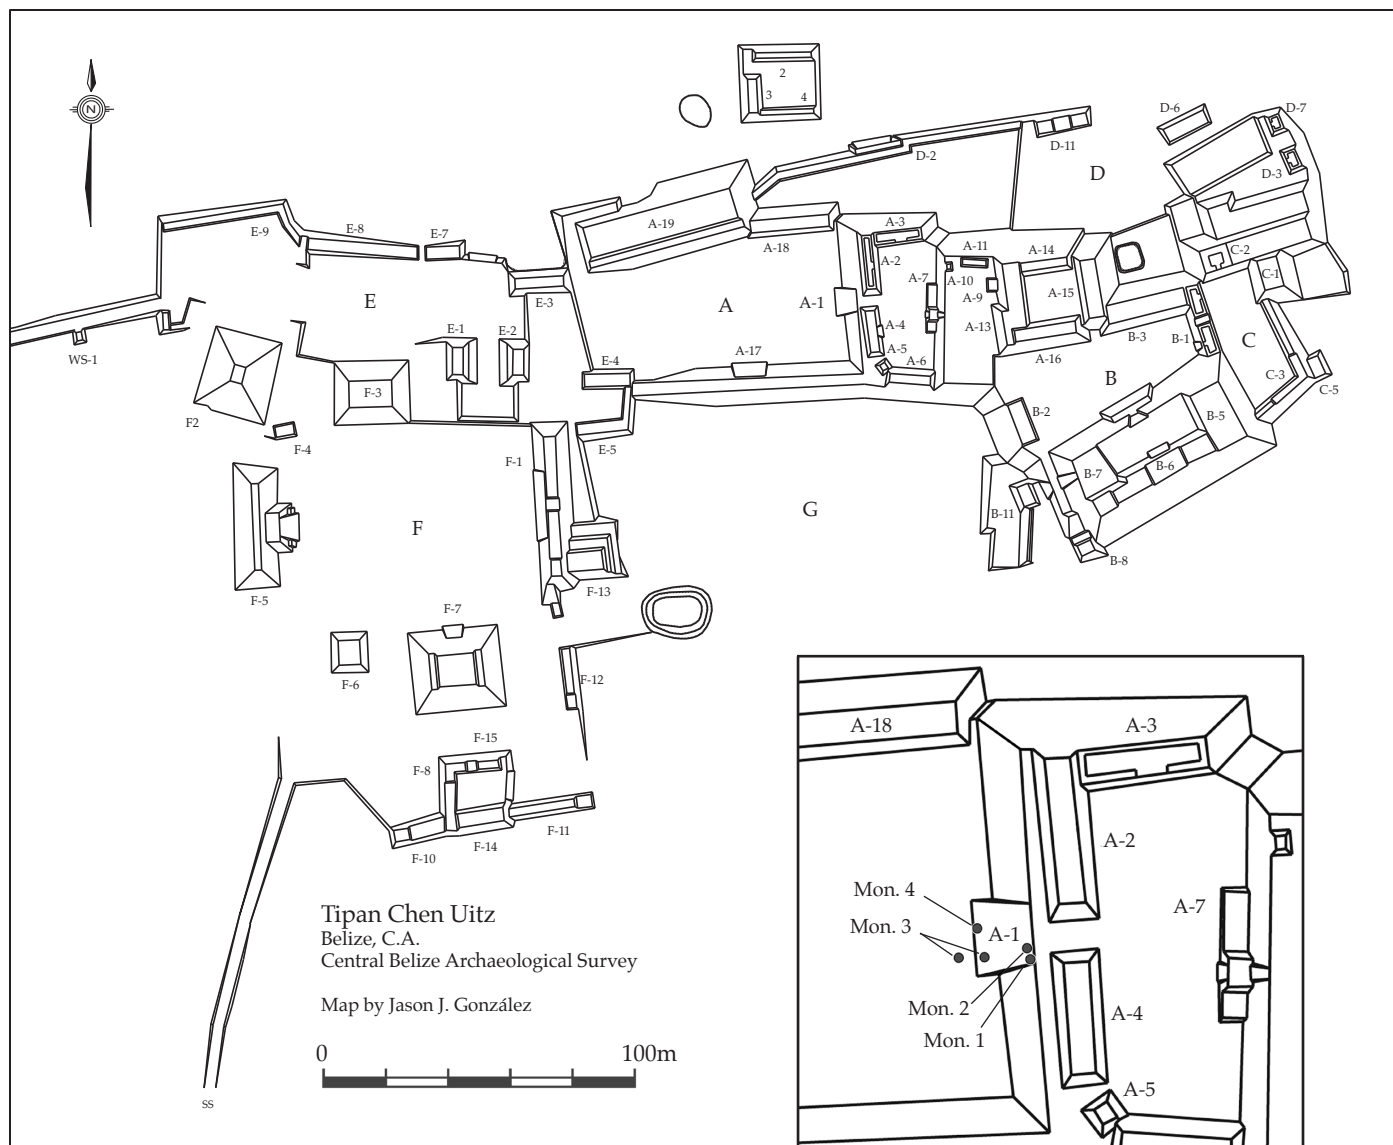 N
2
3 4
D-6
D-7
D-2
D-11
D
D-3
E-9
E-8
E-7
A-19
A-18
A-3
A-11
A-14
C-2
A-2
C-1
A-7
A-10
E
E-3
A
A-1
A-9
A-15
A-4
A-13
E-1
E-2
B-3
B-1
C
WS-1
A-5
A-17
A-6
A-16
E-4
B
C-3
C-5
F-3
B-2
B-5
F2
F-4
F-1
E-5
B-7
B-6
G
B-11
F
B-8
F-5
F-13
F-7
F-6
F-12
F-15
F-8
F-11
F-10
F-14
SS
Tipan Chen Uitz
Belize, C.A.
Central Belize Archaeological Survey
Map by Jason J. González
0 100m
A-18
A-3
A-2
Mon. 4
A-7
Mon. 3
A-1
Mon. 2
A-4
Mon. 1
A-5